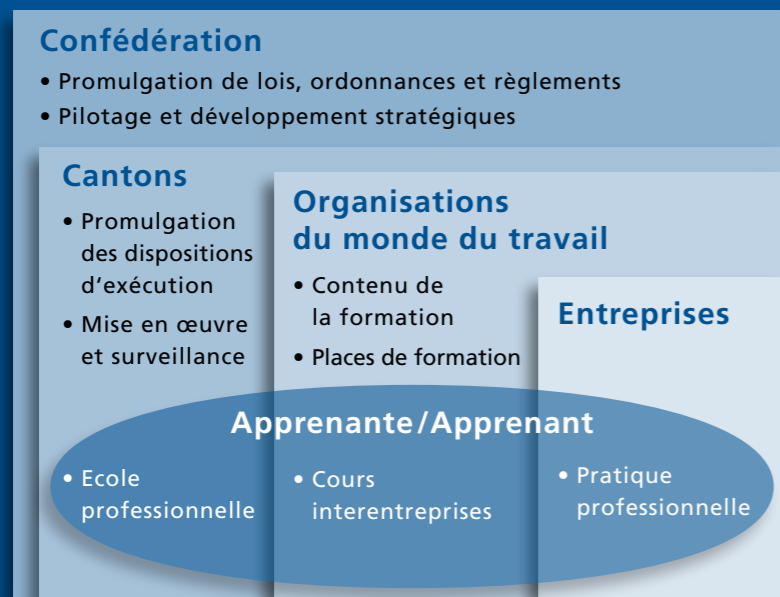 Confédération
• Promulgation de lois, ordonnances et règlements
• Pilotage et développement stratégiques
Cantons
• Promulgation
des dispositions
d'exécution
• Mise en œuvre
et surveillance
Organisations
du monde du travail
• Contenu de
la formation
• Places de formation
Entreprises
Apprenante/Apprenant
• Ecole
professionnelle
• Cours
interentreprises
• Pratique
professionnelle